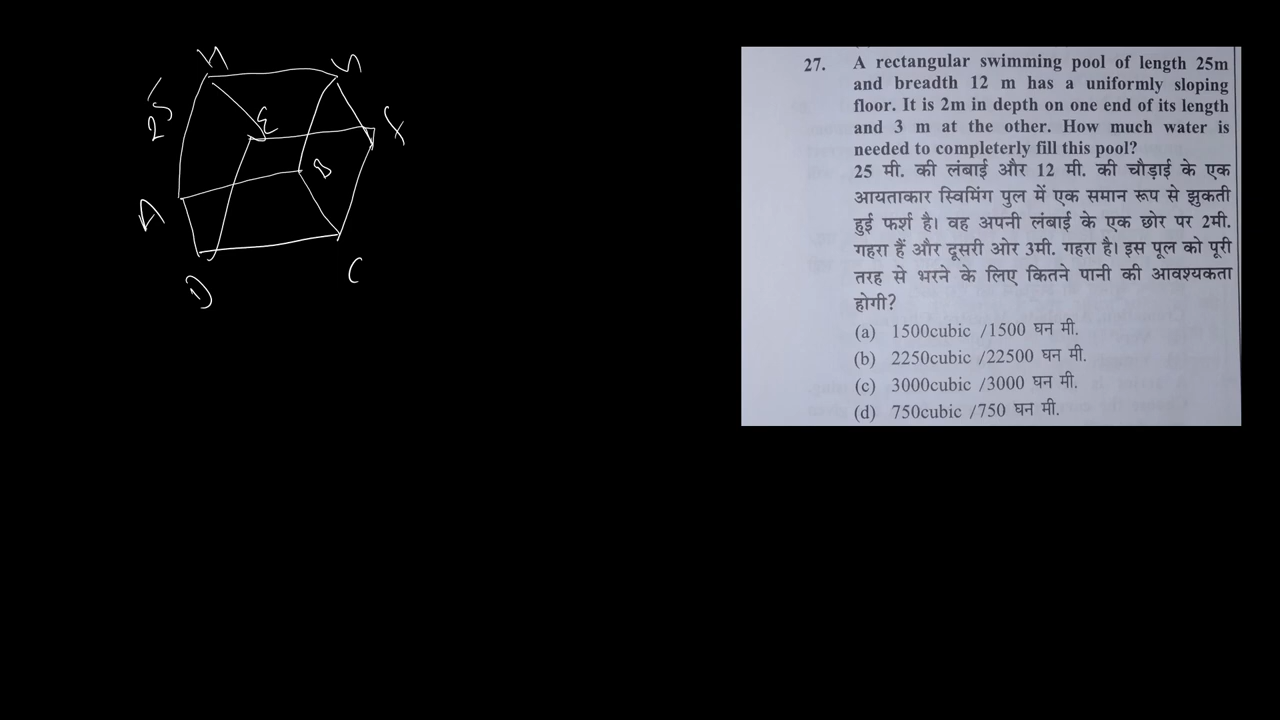 H
G
25
E
F
A
B
D
C
27. A rectangular swimming pool of length 25m
and breadth 12 m has a uniformly sloping
floor. It is 2m in depth on one end of its length
and 3 m at the other. How much water is
needed to completerly fill this pool?
25 मी. की लंबाई और 12 मी. की चौड़ाई के एक
आयताकार स्विमिंग पुल में एक समान रूप से झुकती
हुई फर्श है। वह अपनी लंबाई के एक छोर पर 2मी.
गहरा हैं और दूसरी ओर 3मी. गहरा है। इस पूल को पूरी
तरह से भरने के लिए कितने पानी की आवश्यकता
होगी?
(a) 1500cubic /1500 घन मी.
(b) 2250cubic /22500 घन मी.
(c) 3000cubic /3000 घन मी.
(d) 750cubic /750 घन मी.